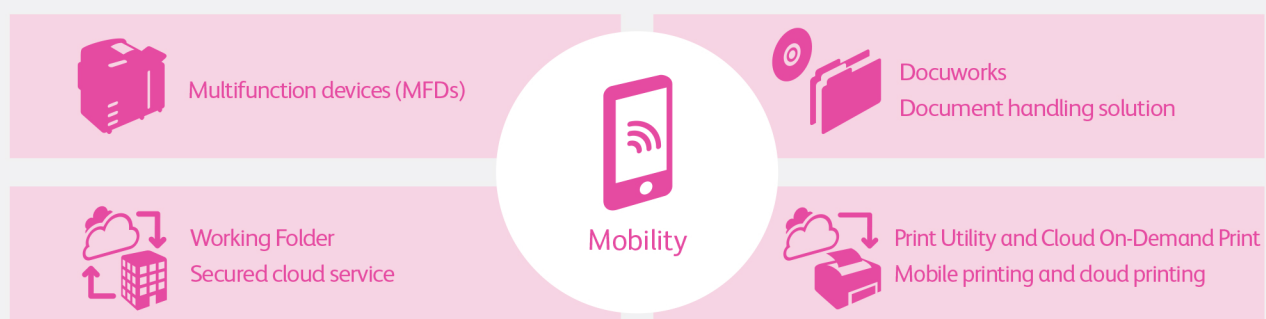 Multifunction devices (MFDs)
Docuworks
Document handling solution
Mobility
Working Folder
Secured cloud service
Print Utility and Cloud On-Demand Print
Mobile printing and cloud printing